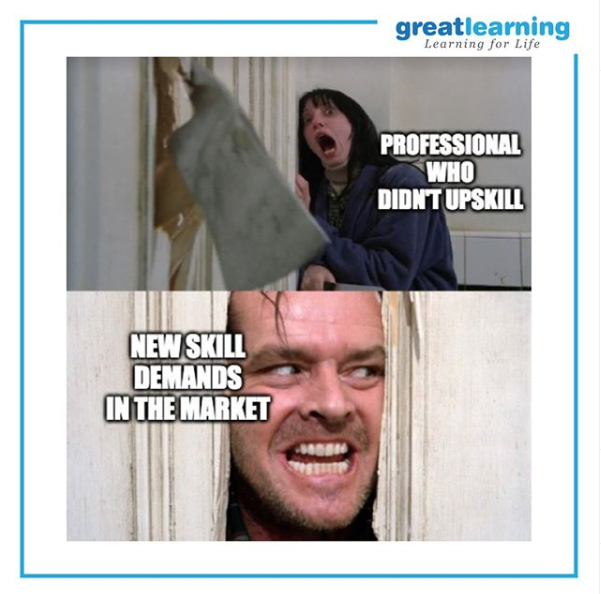 greatlearning
Learning for Life
PROFESSIONAL
WHO
DIDN'T UPSKILL
NEW SKILL
DEMANDS
IN THE MARKET